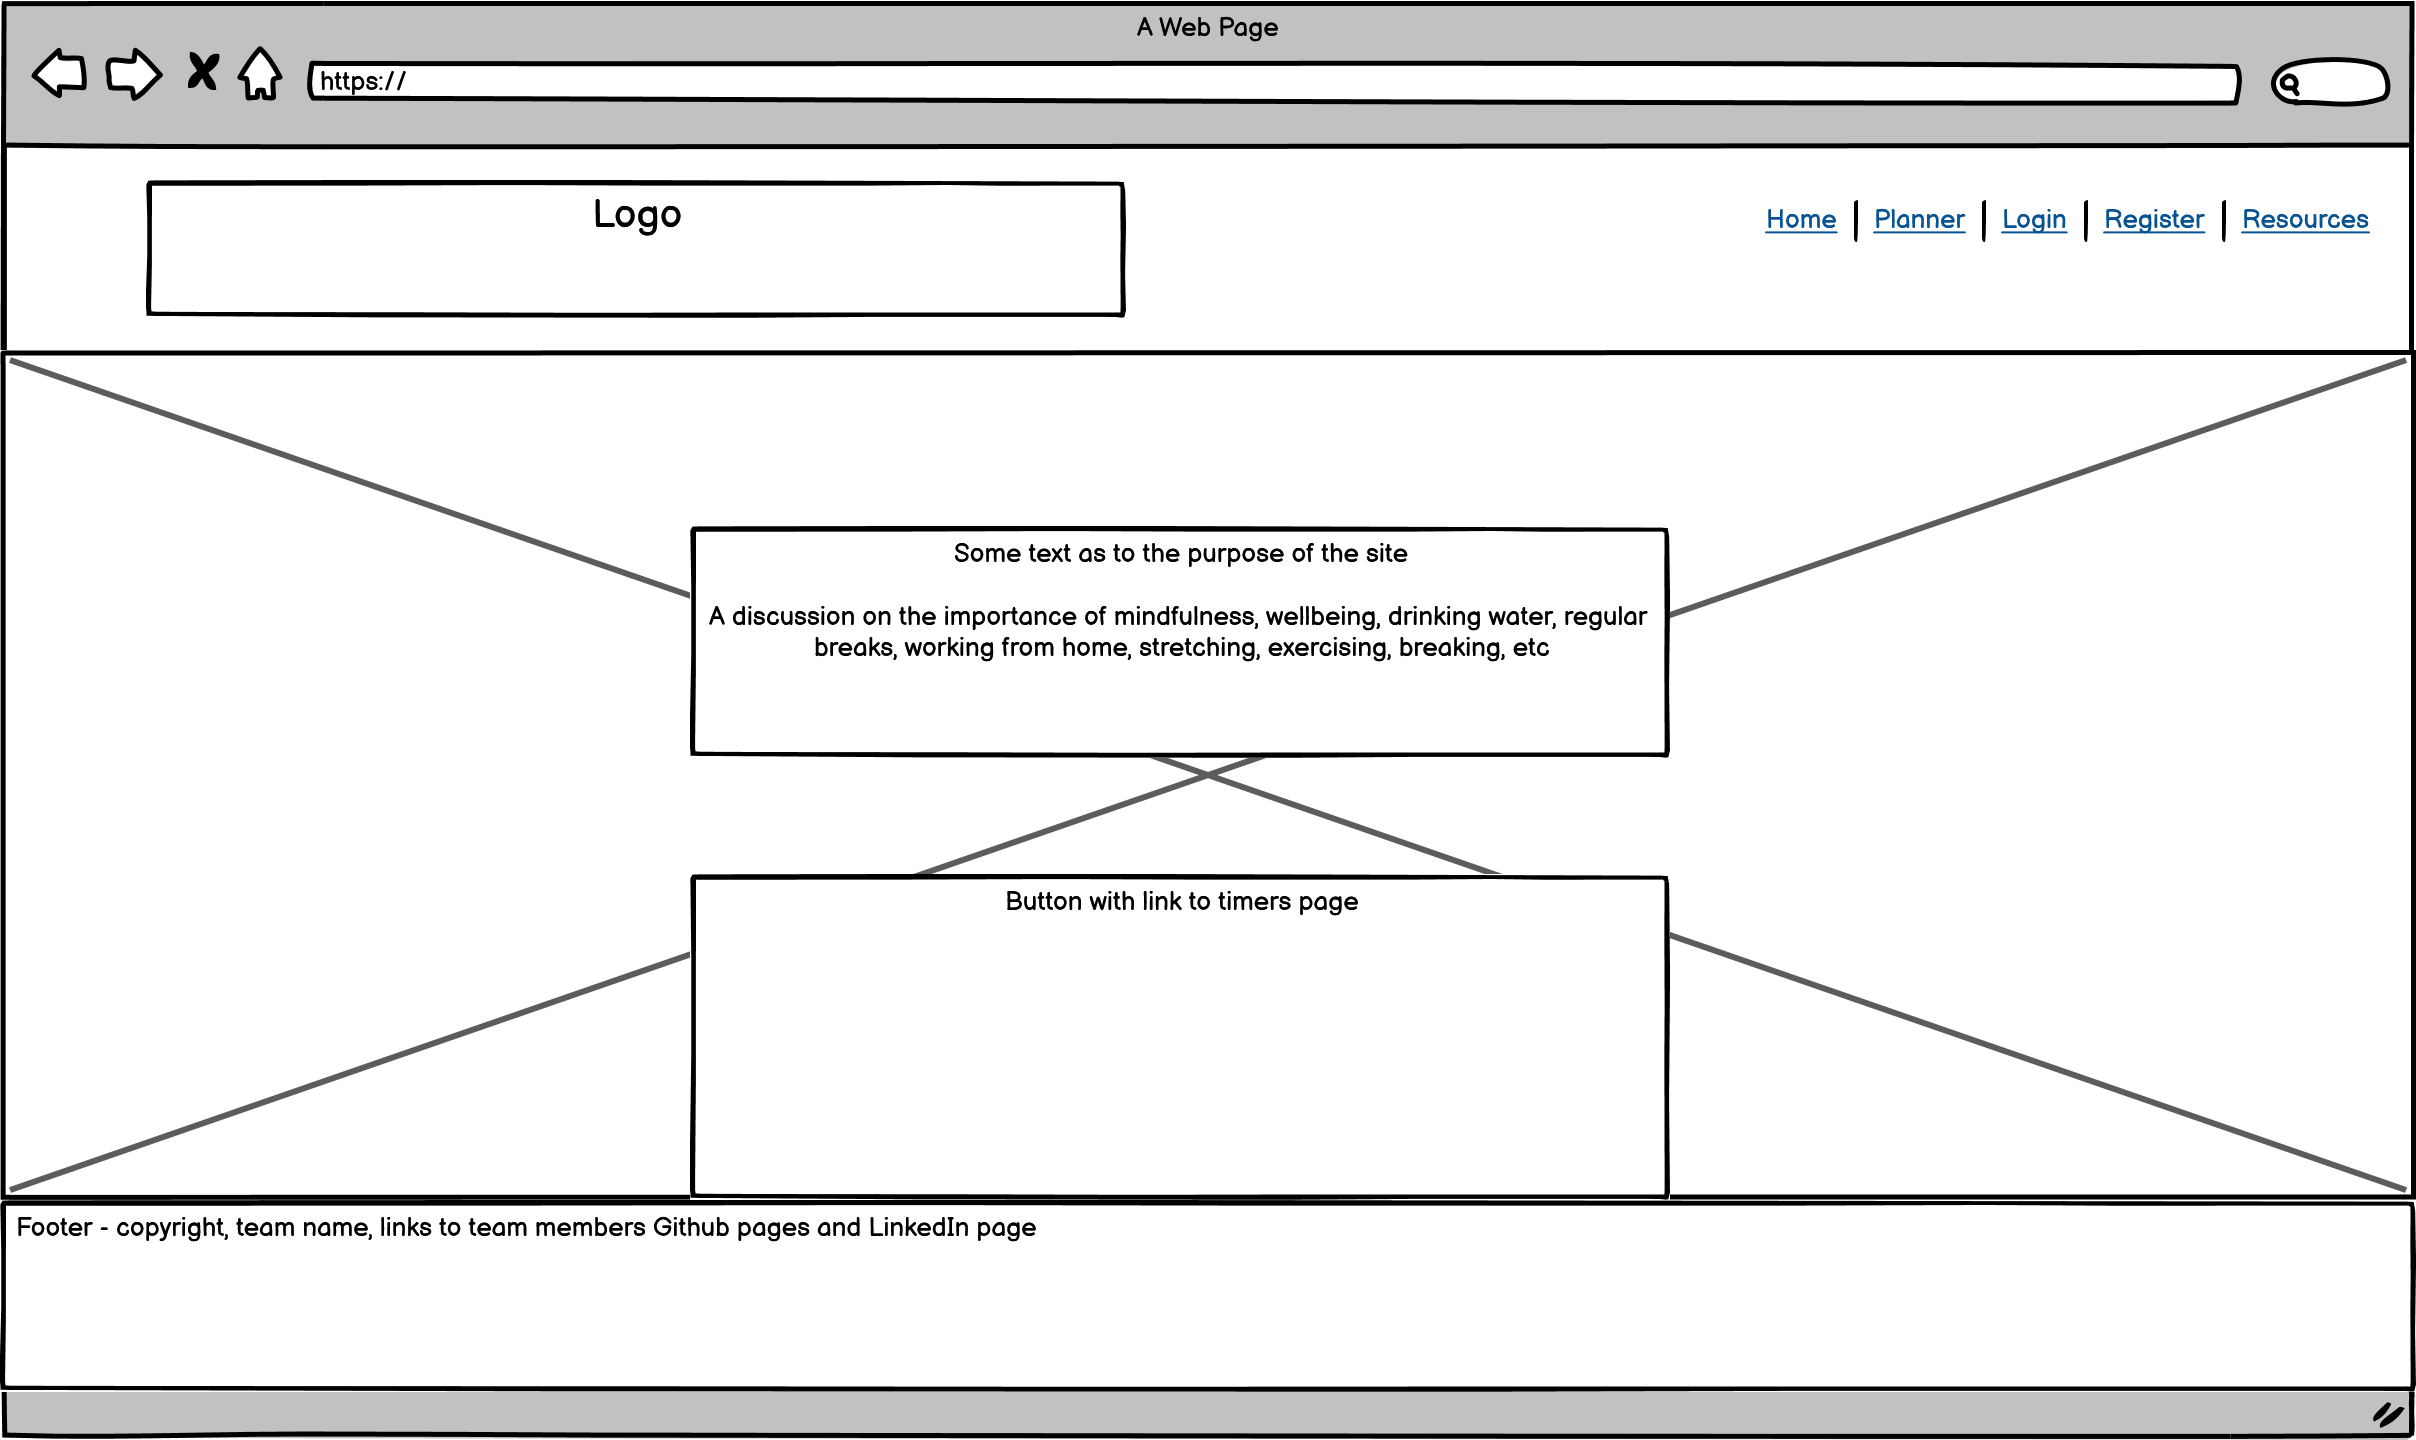 A Web Page
https://
Logo
Home Planner Login Register Resources
Some text as to the purpose of the site
A discussion on the importance of mindfulness, wellbeing, drinking water, regular
breaks, working from home, stretching, exercising, breaking, etc
Button with link to timers page
Footer - copyright, team name, links to team members Github pages and LinkedIn page